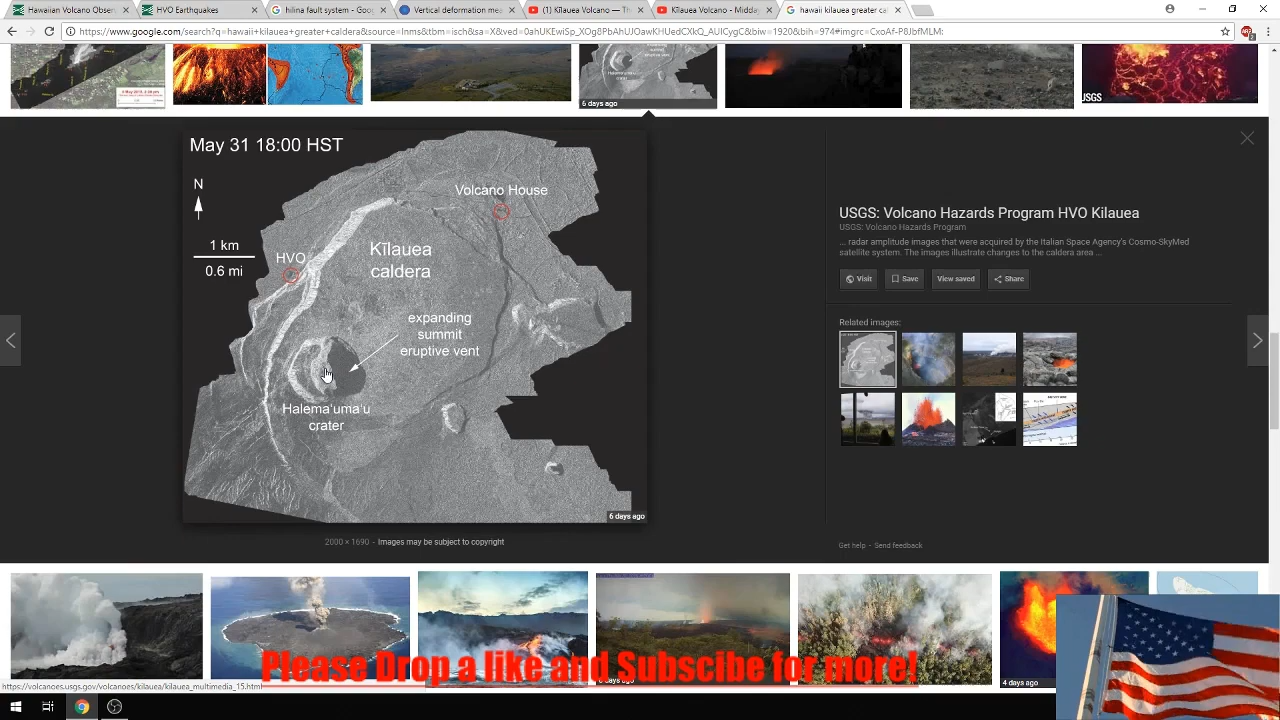 Hawaiian Volcano Obser
HVO Earthquakes
hilina fault system - Goo
Vertical deformation mea
(1) Kīlauea Volcano — Th
Kīlauea Volcano - Mayday
hawaii kilauea greater cal
https://www.google.com/search?q=hawaii+kilauea+greater+caldera&source=lnms&tbm=isch&sa=X&ved=0ahUKEwiSp_XOg8PbAhUJOawKHUedCXkQ_AUICygC&biw=1920&bih=974#imgrc=CxoAf-P8JbfMLM:
Halema'uma'u
crater
6 days ago
USGS
May 31 18:00 HST
N
Volcano House
1 km
0.6 mi
HVO
Kīlauea
caldera
expanding
summit
eruptive vent
Halema'uma'u
crater
6 days ago
2000 × 1690 - Images may be subject to copyright
USGS: Volcano Hazards Program HVO Kilauea
USGS: Volcano Hazards Program
... radar amplitude images that were acquired by the Italian Space Agency's Cosmo-SkyMed
satellite system. The images illustrate changes to the caldera area ...
Visit
Save
View saved
Share
Related images:
Get help - Send feedback
4 days ago
Please Drop a like and Subscibe for more!
https://volcanoes.usgs.gov/volcanoes/kilauea/kilauea_multimedia_15.html